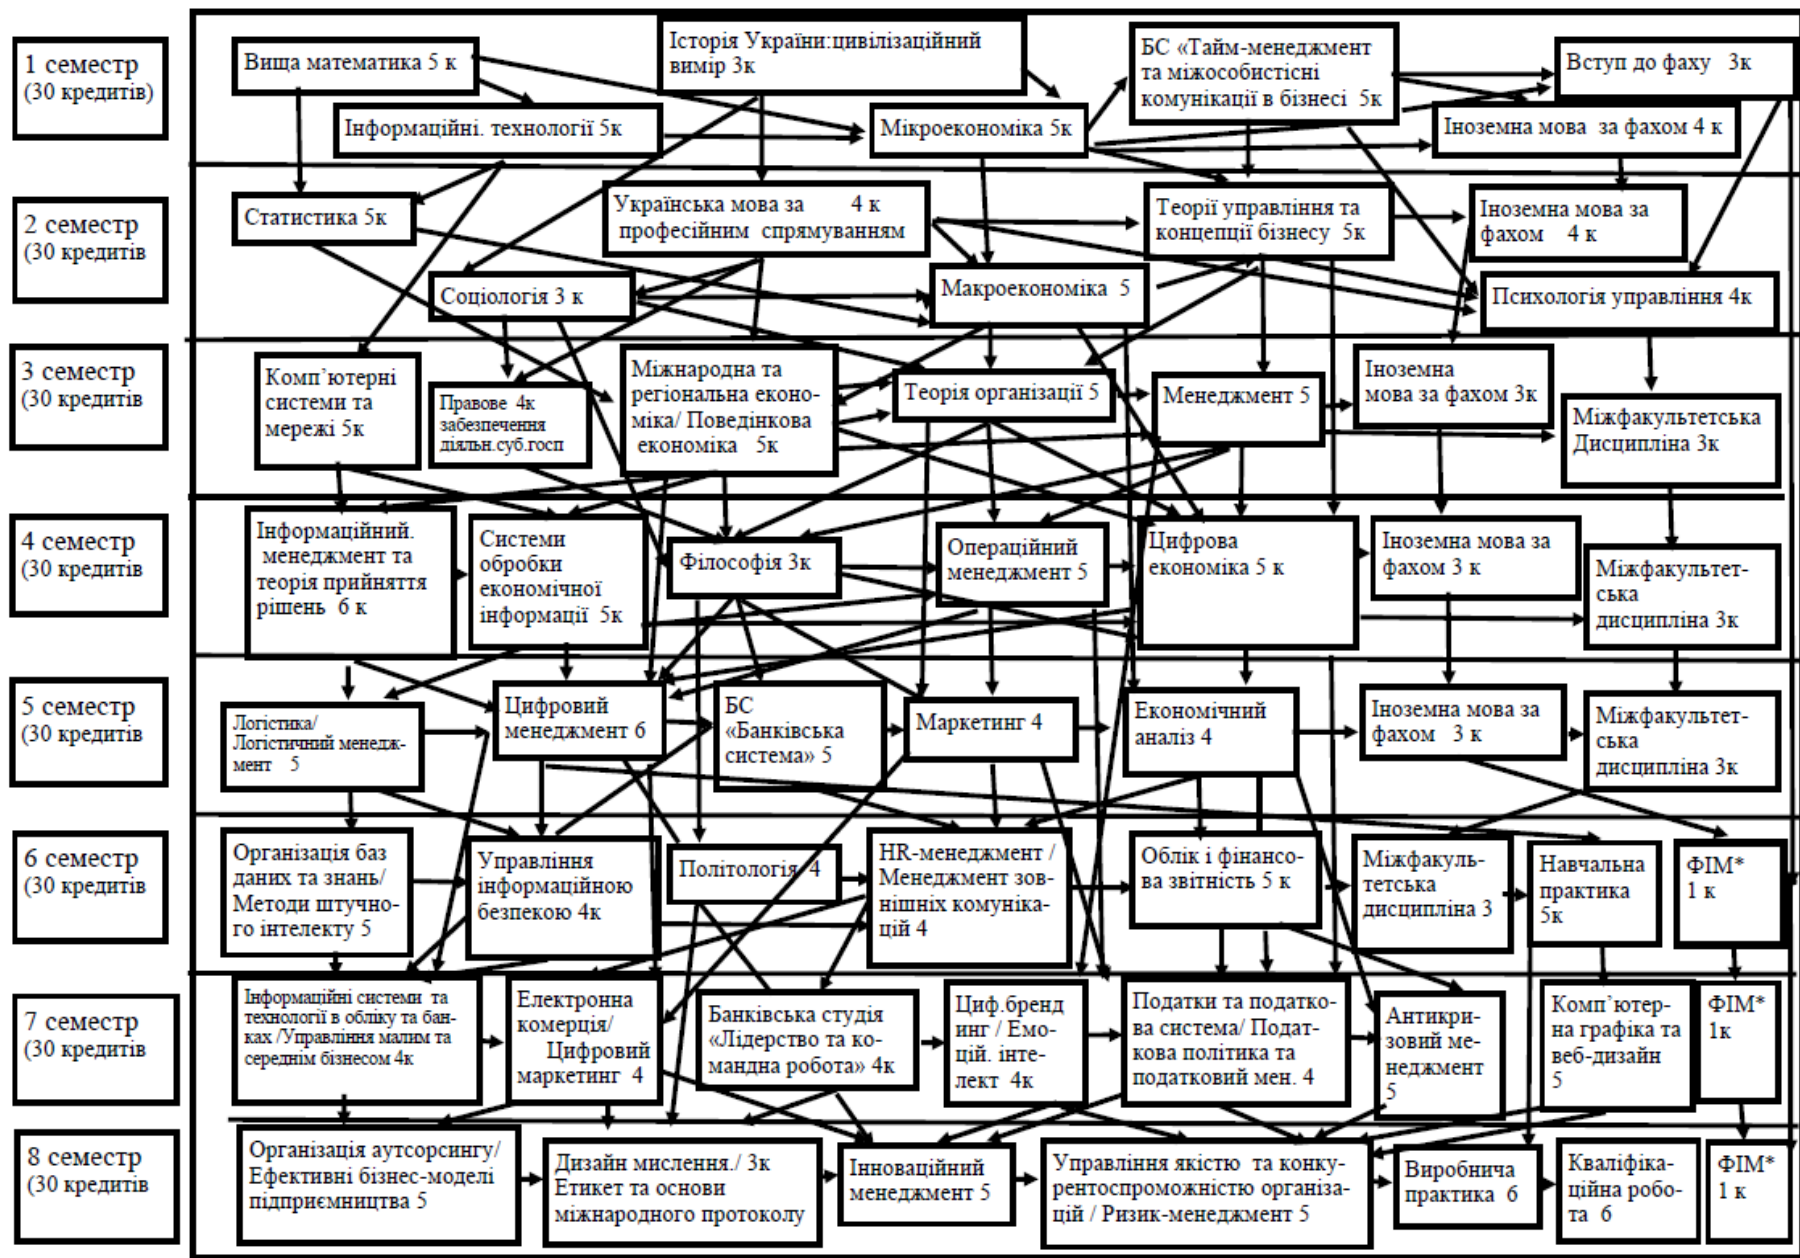 1 семестр
(30 кредитів)
Вища математика 5 к
Історія України:цивілізаційний
вимір 3к
БС «Тайм-менеджмент
та міжособистісні
комунікації в бізнесі 5к
Вступ до фаху 3к
Інформаційні. технології 5к
Мікроекономіка 5к
Іноземна мова за фахом 4 к
2 семестр
(30 кредитів
Статистика 5к
Українська мова за 4 к
професійним спрямуванням
Теорії управління та
концепції бізнесу 5к
Іноземна мова за
фахом 4 к
Соціологія 3 к
Макроекономіка 5
Психологія управління 4к
3 семестр
(30 кредитів
Комп’ютерні
системи та
мережі 5к
Правове 4к
забезпечення
діяльн.суб.госп
Міжнародна та
регіональна еконо-
міка/ Поведінкова
економіка 5к
Теорія організації 5
Менеджмент 5
Іноземна
мова за фахом 3к
Міжфакультетська
Дисципліна 3к
4 семестр
(30 кредитів
Інформаційний.
менеджмент та
теорія прийняття
рішень 6 к
Системи
обробки
економічної
інформації 5к
Філософія 3к
Операційний
менеджмент 5
Цифрова
економіка 5 к
Іноземна мова за
фахом 3 к
Міжфакультет-
ська
дисципліна 3к
5 семестр
(30 кредитів
Логістика/
Логістичний менедж-
мент 5
Цифровий
менеджмент 6
БС
«Банківська
система» 5
Маркетинг 4
Економічний
аналіз 4
Іноземна мова за
фахом 3 к
Міжфакультет-
ська
дисципліна 3к
6 семестр
(30 кредитів
Організація баз
даних та знань/
Методи штучно-
го інтелекту 5
Управління
інформаційною
безпекою 4к
Політологія 4
HR-менеджмент /
Менеджмент зов-
нішніх комуніка-
цій 4
Облік і фінансо-
ва звітність 5 к
Міжфакуль-
тетська
дисципліна 3
Навчальна
практика
5к
ФІМ*
1 к
7 семестр
(30 кредитів
Інформаційні системи та
технології в обліку та бан-
ках /Управління малим та
середнім бізнесом 4к
Електронна
комерція/
Цифровий
маркетинг 4
Банківська студія
«Лідерство та ко-
мандна робота» 4к
Циф.бренд
инг / Емо-
цій. інте-
лект 4к
Податки та податко-
ва система/ Подат-
кова політика та
податковий мен. 4
Антикри-
зовий ме-
неджмент
5
Комп’ютер-
на графіка та
веб-дизайн
5
ФІМ*
1к
8 семестр
(30 кредитів
Організація аутсорсингу/
Ефективні бізнес-моделі
підприємництва 5
Дизайн мислення./ 3к
Етикет та основи
міжнародного протоколу
Інноваційний
менеджмент 5
Управління якістю та конку-
рентоспроможністю організа-
цій / Ризик-менеджмент 5
Виробнича
практика 6
Кваліфіка-
ційна робо-
та 6
ФІМ*
1 к